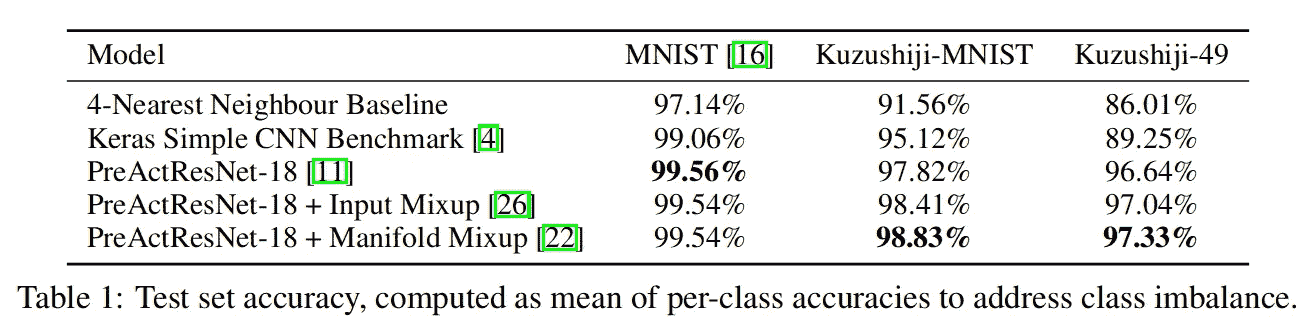 Model MNIST [16] Kuzushiji-MNIST Kuzushiji-49
4-Nearest Neighbour Baseline 97.14% 91.56% 86.01%
Keras Simple CNN Benchmark [4] 99.06% 95.12% 89.25%
PreActResNet-18 [11] 99.56% 97.82% 96.64%
PreActResNet-18 + Input Mixup [26] 99.54% 98.41% 97.04%
PreActResNet-18 + Manifold Mixup [22] 99.54% 98.83% 97.33%
Table 1: Test set accuracy, computed as mean of per-class accuracies to address class imbalance.